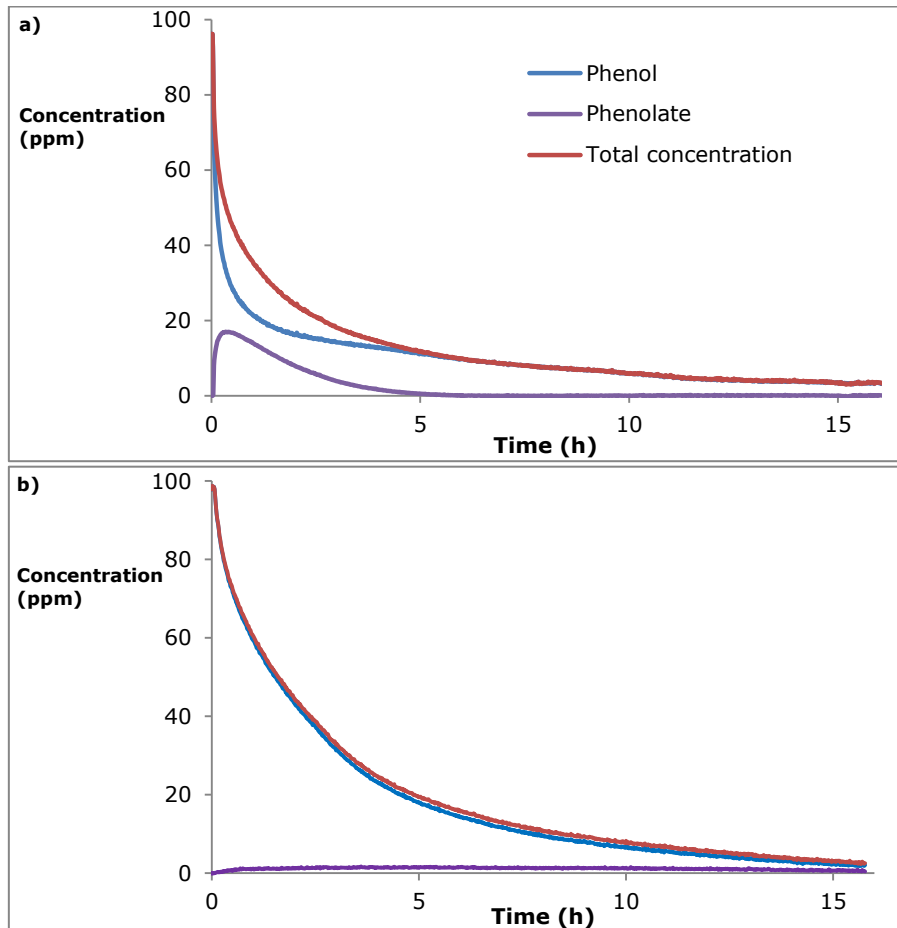 a)
100
80
60
40
20
0
Concentration
(ppm)
Phenol
Phenolate
Total concentration
0 5 10 15
Time (h)
b)
100
80
60
40
20
0
Concentration
(ppm)
0 5 10 15
Time (h)